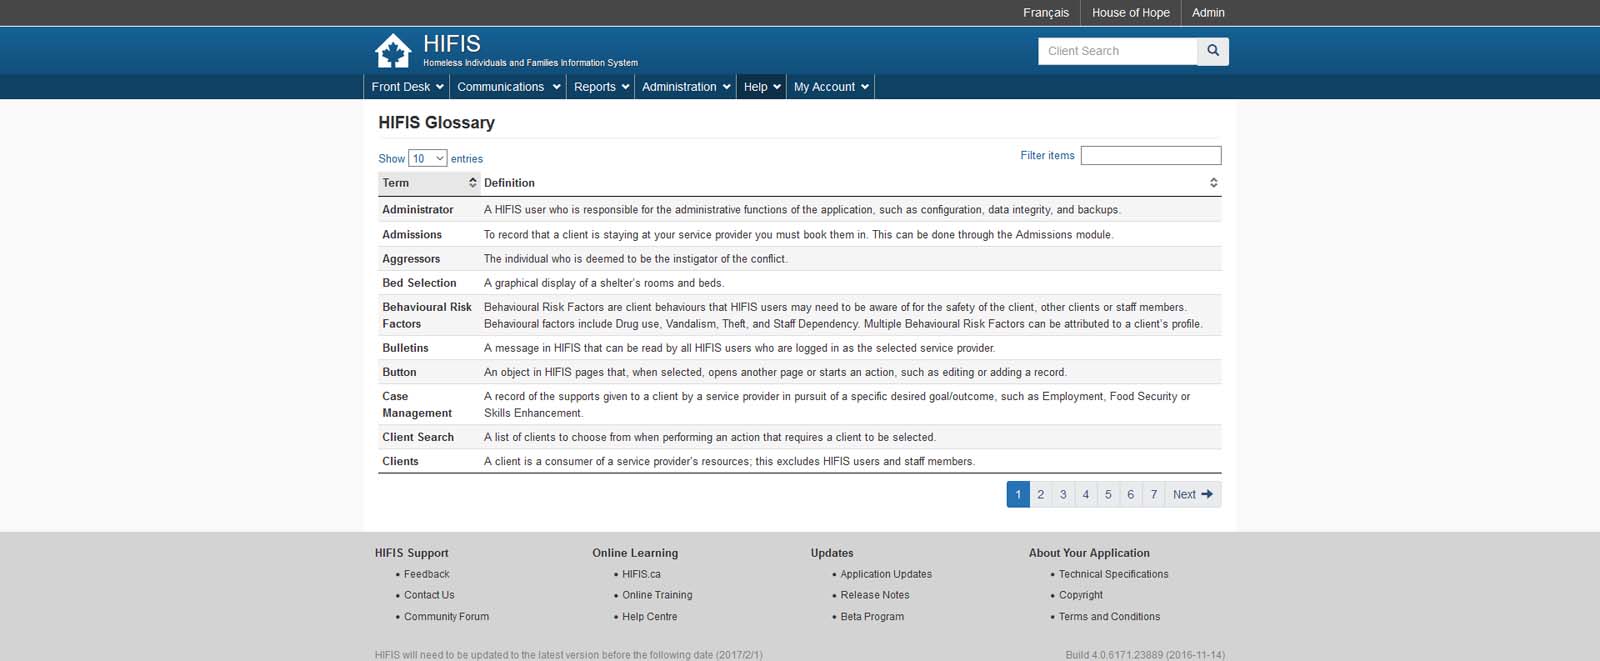 Français House of Hope Admin
HIFIS
Homeless Individuals and Families Information System
Client Search
Front Desk Communications Reports Administration Help My Account
HIFIS Glossary
Show 10 entries
Filter items
Term Definition
Administrator A HIFIS user who is responsible for the administrative functions of the application, such as configuration, data integrity, and backups.
Admissions To record that a client is staying at your service provider you must book them in. This can be done through the Admissions module.
Aggressors The individual who is deemed to be the instigator of the conflict.
Bed Selection A graphical display of a shelter's rooms and beds.
Behavioural Risk Behavioural Risk Factors are client behaviours that HIFIS users may need to be aware of for the safety of the client, other clients or staff members.
Factors Behavioural factors include Drug use, Vandalism, Theft, and Staff Dependency. Multiple Behavioural Risk Factors can be attributed to a client's profile.
Bulletins A message in HIFIS that can be read by all HIFIS users who are logged in as the selected service provider.
Button An object in HIFIS pages that, when selected, opens another page or starts an action, such as editing or adding a record.
Case A record of the supports given to a client by a service provider in pursuit of a specific desired goal/outcome, such as Employment, Food Security or
Management Skills Enhancement.
Client Search A list of clients to choose from when performing an action that requires a client to be selected.
Clients A client is a consumer of a service provider's resources; this excludes HIFIS users and staff members.
1 2 3 4 5 6 7 Next
HIFIS Support Online Learning Updates About Your Application
• Feedback • HIFIS.ca • Application Updates • Technical Specifications
• Contact Us • Online Training • Release Notes • Copyright
• Community Forum • Help Centre • Beta Program • Terms and Conditions
HIFIS will need to be updated to the latest version before the following date (2017/2/1) Build 4.0.6171.23889 (2016-11-14)